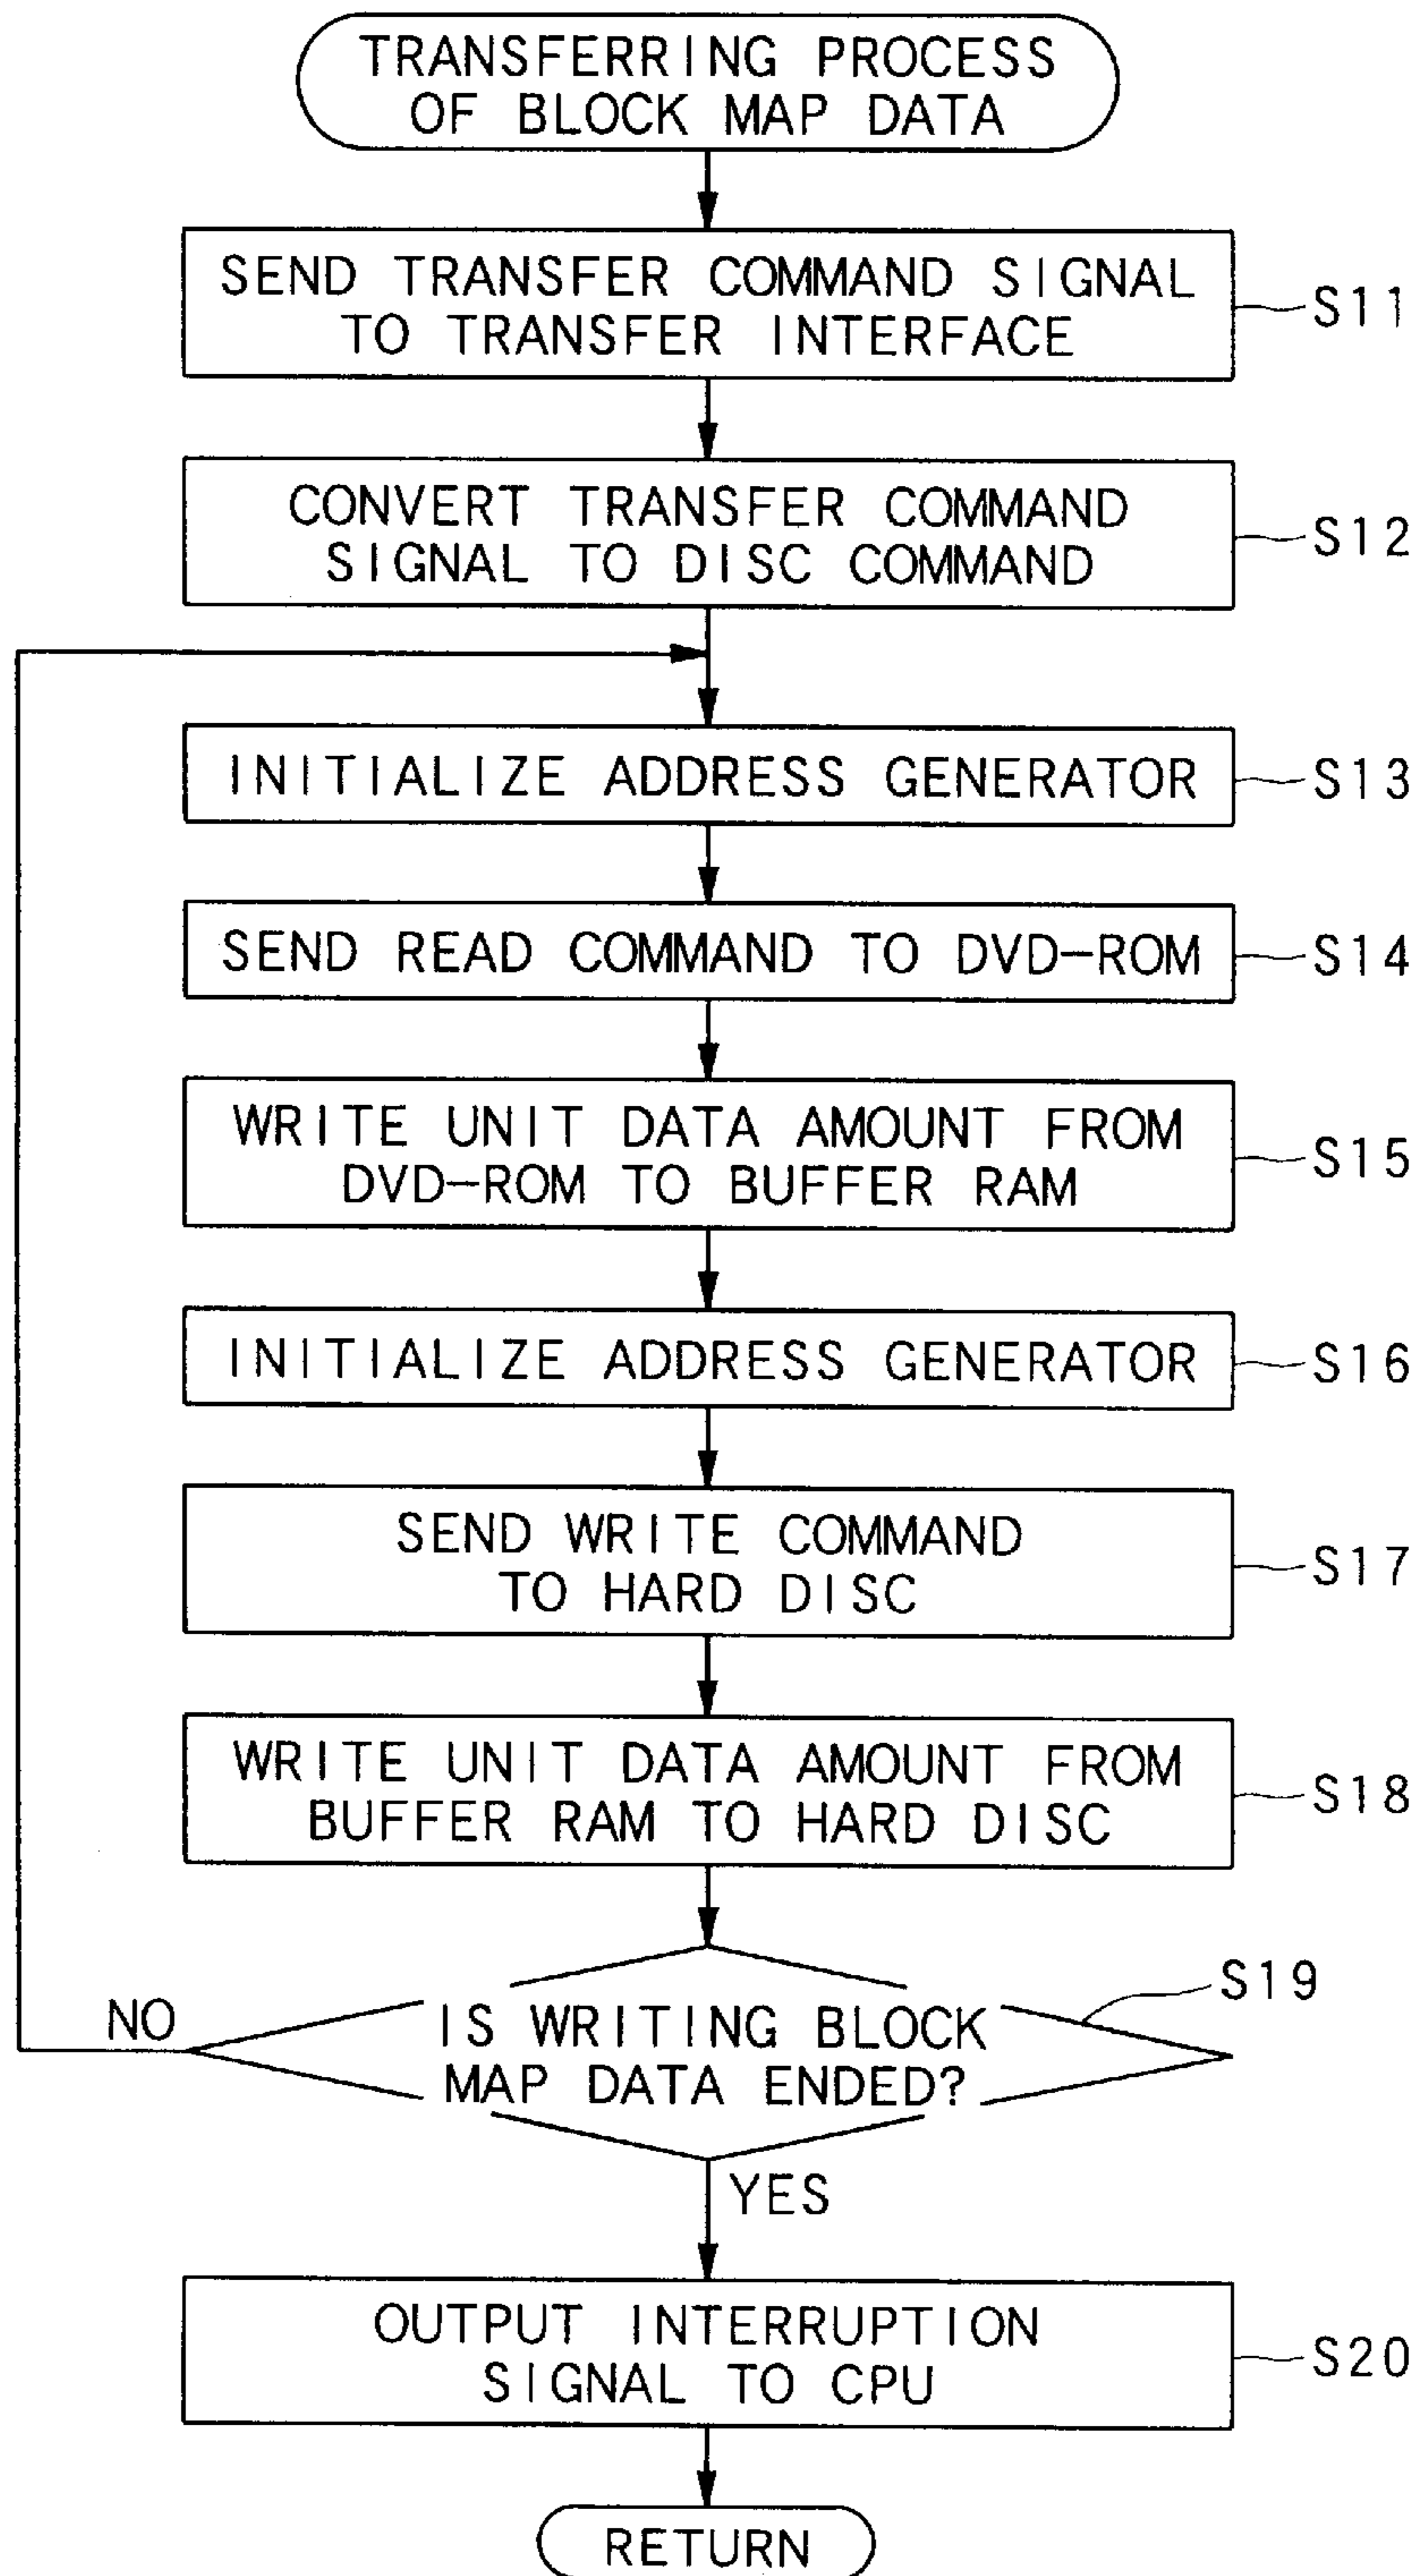 TRANSFERRING PROCESS
OF BLOCK MAP DATA
SEND TRANSFER COMMAND SIGNAL
TO TRANSFER INTERFACE
S11
CONVERT TRANSFER COMMAND
SIGNAL TO DISC COMMAND
S12
INITIALIZE ADDRESS GENERATOR
S13
SEND READ COMMAND TO DVD-ROM
S14
WRITE UNIT DATA AMOUNT FROM
DVD-ROM TO BUFFER RAM
S15
INITIALIZE ADDRESS GENERATOR
S16
SEND WRITE COMMAND
TO HARD DISC
S17
WRITE UNIT DATA AMOUNT FROM
BUFFER RAM TO HARD DISC
S18
S19
NO
IS WRITING BLOCK
MAP DATA ENDED?
YES
OUTPUT INTERRUPTION
SIGNAL TO CPU
S20
RETURN